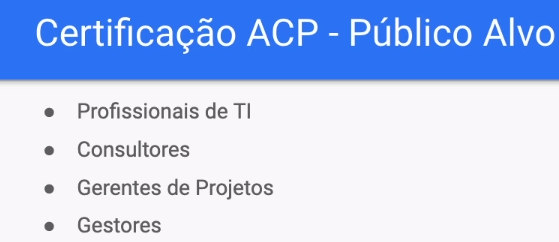 Certificação ACP - Público Alvo
● Profissionais de TI
● Consultores
● Gerentes de Projetos
● Gestores